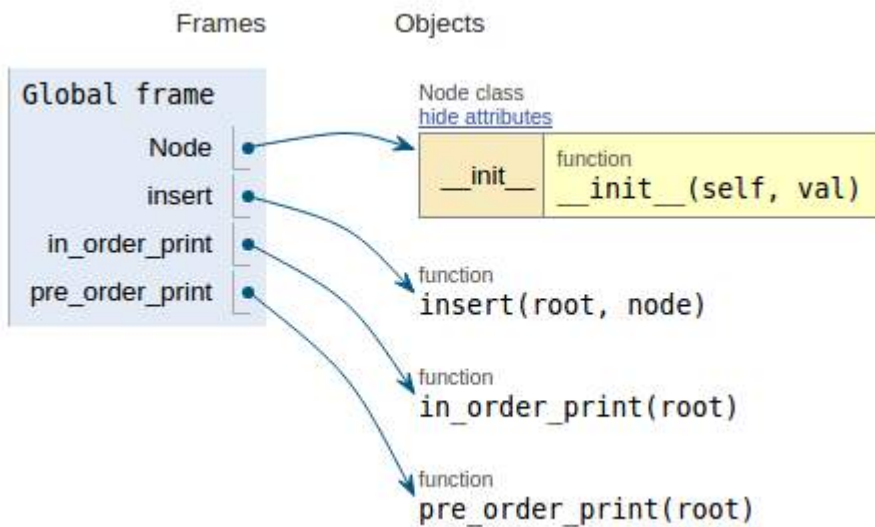 Frames Objects
Global frame
Node
insert
in_order_print
pre_order_print
Node class
hide attributes
__init__
function
__init__(self, val)
function
insert(root, node)
function
in_order_print(root)
function
pre_order_print(root)